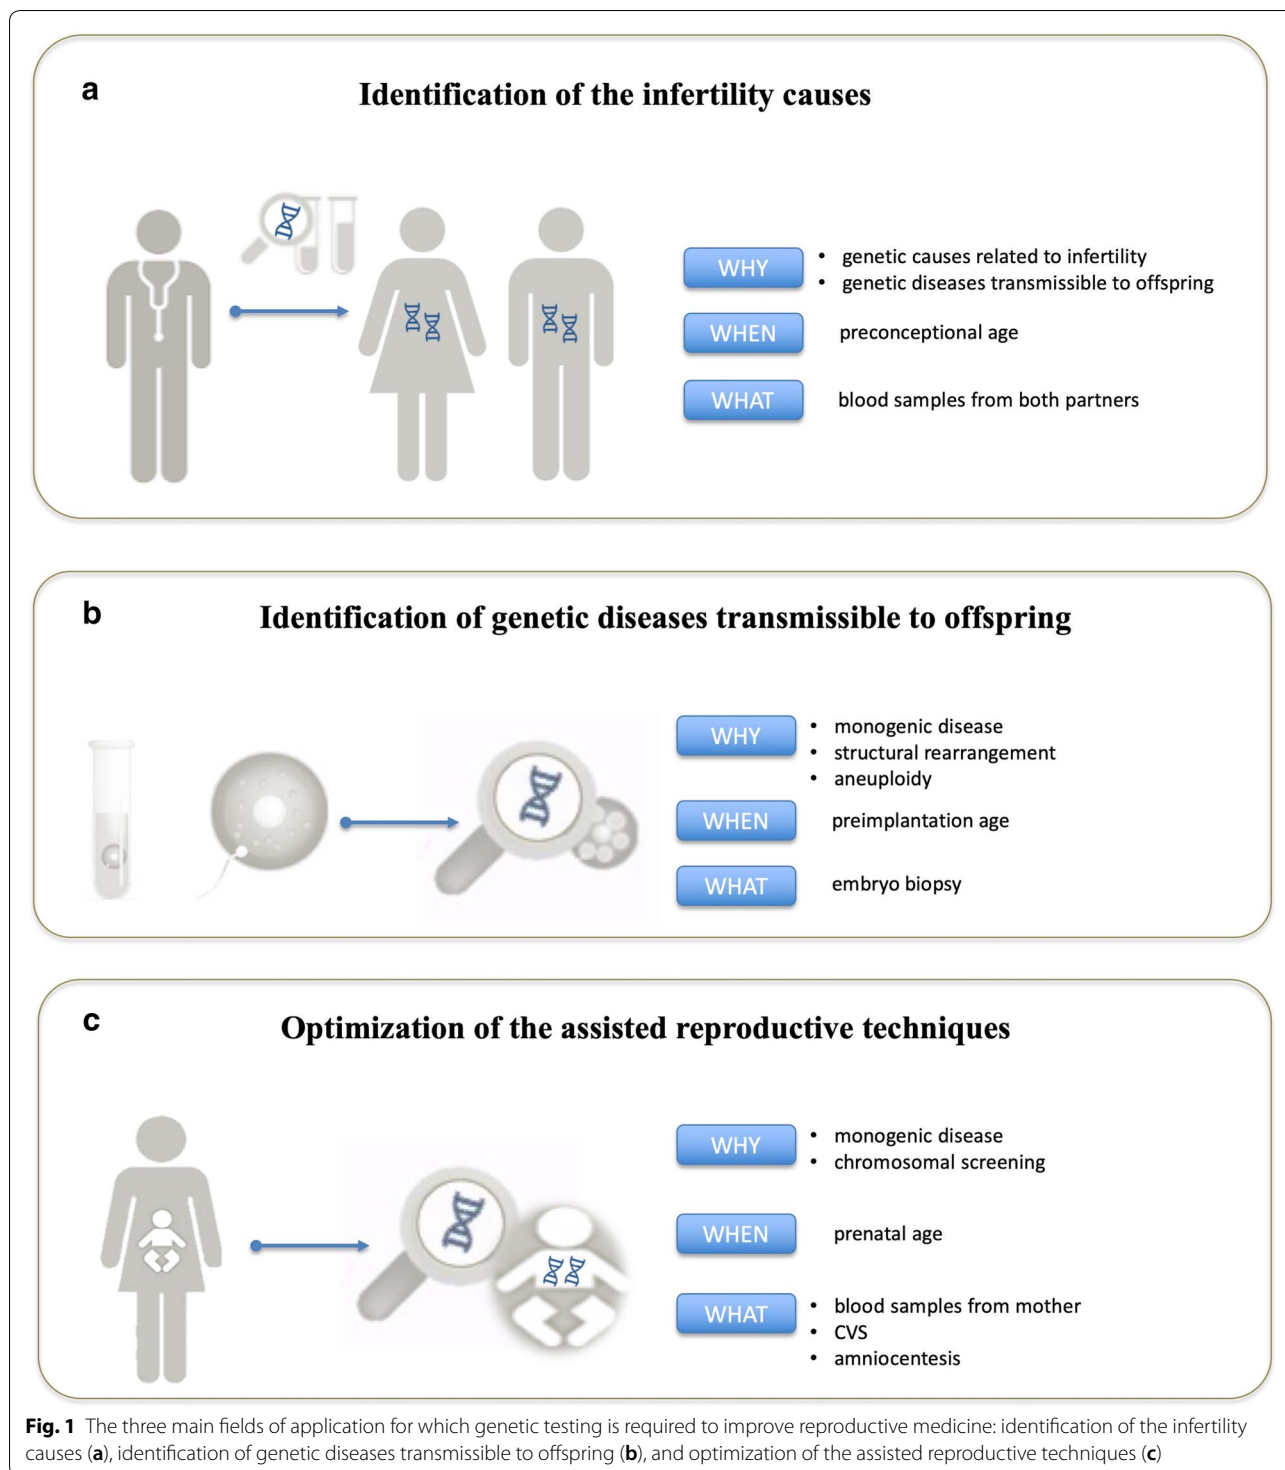 a
Identification of the infertility causes
WHY
• genetic causes related to infertility
• genetic diseases transmissible to offspring
WHEN
preconceptional age
WHAT
blood samples from both partners
b
Identification of genetic diseases transmissible to offspring
WHY
• monogenic disease
• structural rearrangement
• aneuploidy
WHEN
preimplantation age
WHAT
embryo biopsy
c
Optimization of the assisted reproductive techniques
WHY
• monogenic disease
• chromosomal screening
WHEN
prenatal age
WHAT
• blood samples from mother
• CVS
• amniocentesis
Fig. 1 The three main fields of application for which genetic testing is required to improve reproductive medicine: identification of the infertility
causes (a), identification of genetic diseases transmissible to offspring (b), and optimization of the assisted reproductive techniques (c)